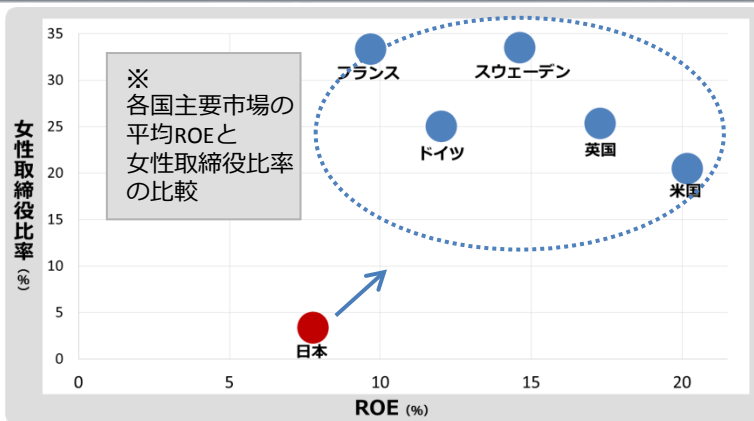 35
30
25
20
15
10
5
0
女性取締役比率 (%)
※
各国主要市場の
平均ROEと
女性取締役比率
の比較
フランス
スウェーデン
ドイツ
英国
米国
日本
0 5 10 15 20
ROE (%)